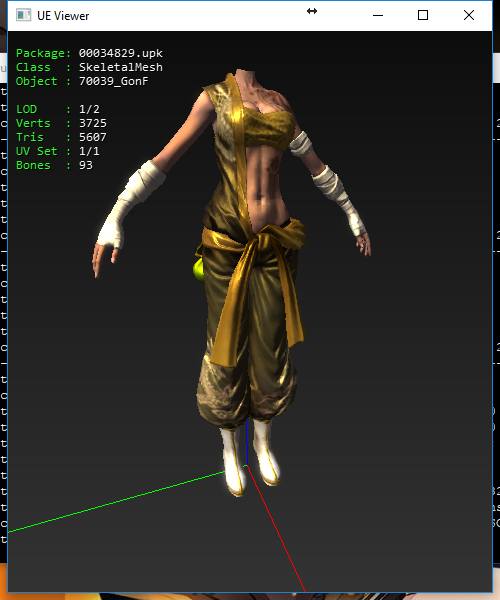 UE Viewer
Package: 00034829.upk
Class : SkeletalMesh
Object : 70039_GonF
LOD : 1/2
Verts : 3725
Tris : 5607
UV Set : 1/1
Bones : 93